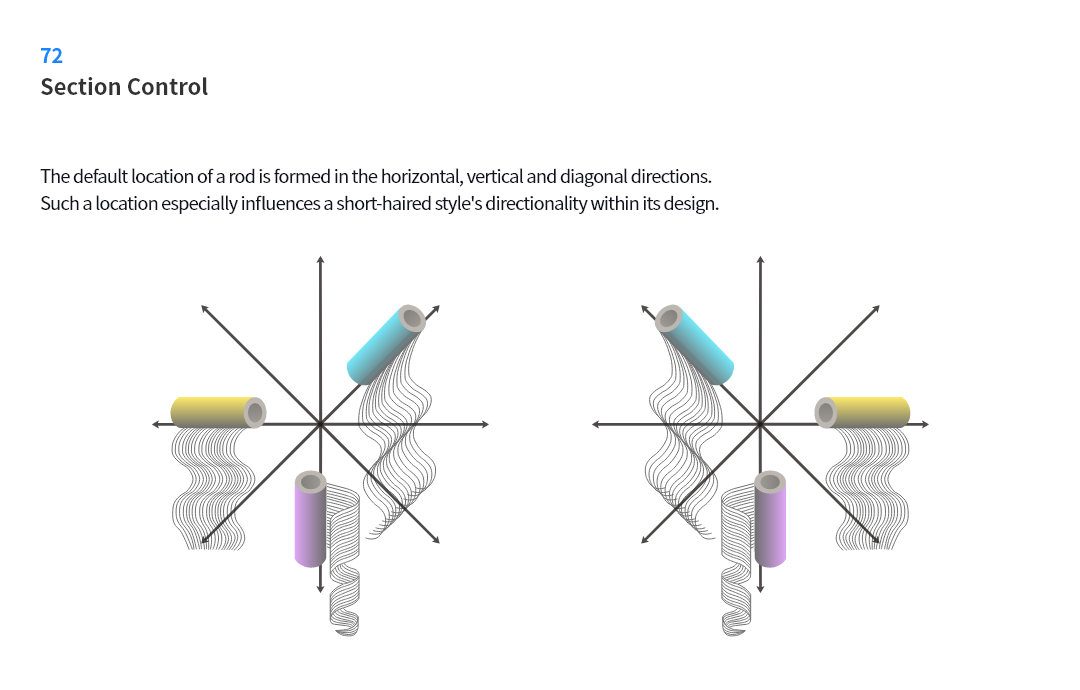 72
Section Control
The default location of a rod is formed in the horizontal, vertical and diagonal directions.
Such a location especially influences a short-haired style's directionality within its design.